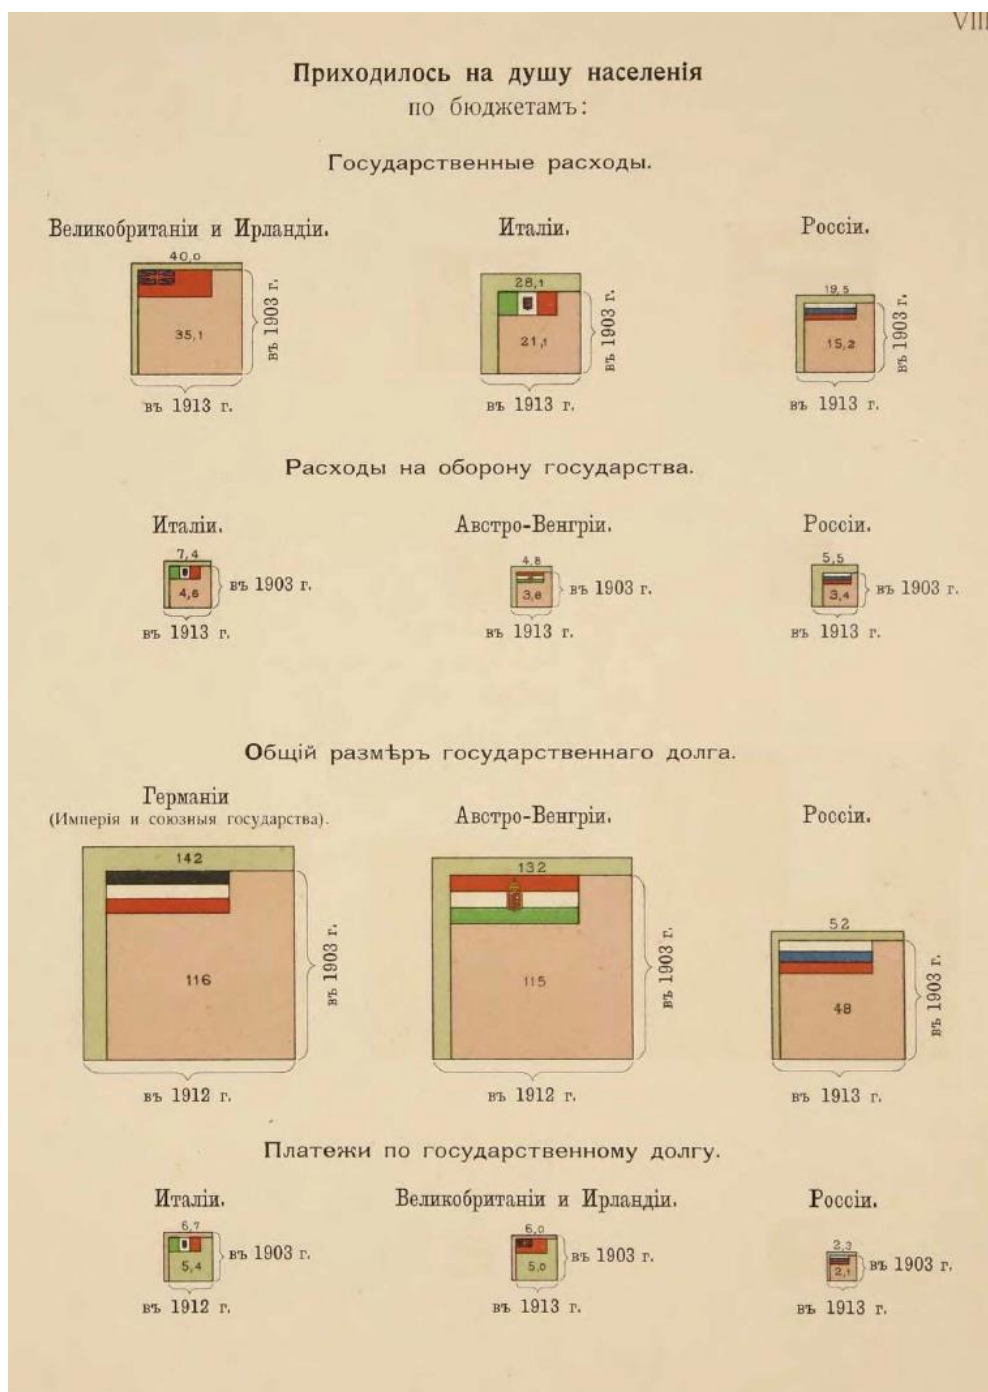 VIII
Приходилось на душу населенія
по бюджетамъ:
Государственные расходы.
Великобританіи и Ирландіи.
40,0
35,1
въ 1903 г.
въ 1913 г.
Италіи.
28,1
21,1
въ 1903 г.
въ 1913 г.
Россіи.
19,5
15,2
въ 1903 г.
въ 1913 г.
Расходы на оборону государства.
Италіи.
7,4
4,6
въ 1903 г.
въ 1913 г.
Австро-Венгріи.
4,8
3,8
въ 1903 г.
въ 1913 г.
Россіи.
5,5
3,4
въ 1903 г.
въ 1913 г.
Общій размѣръ государственнаго долга.
Германіи
(Имперія и союзныя государства).
142
116
въ 1903 г.
въ 1912 г.
Австро-Венгріи.
132
115
въ 1903 г.
въ 1912 г.
Россіи.
52
48
въ 1903 г.
въ 1913 г.
Платежи по государственному долгу.
Италіи.
6,7
5,4
въ 1903 г.
въ 1912 г.
Великобританіи и Ирландіи.
6,0
5,0
въ 1903 г.
въ 1913 г.
Россіи.
2,3
2,1
въ 1903 г.
въ 1913 г.